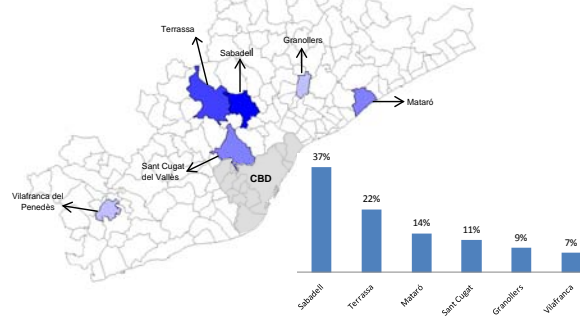 Terrassa
Sabadell
Granollers
Mataró
Sant Cugat
del Vallès
CBD
Vilafranca del
Penedès
37%
22%
14%
11%
9%
7%
Sabadell
Terrassa
Mataró
Sant Cugat
Granollers
Vilafranca